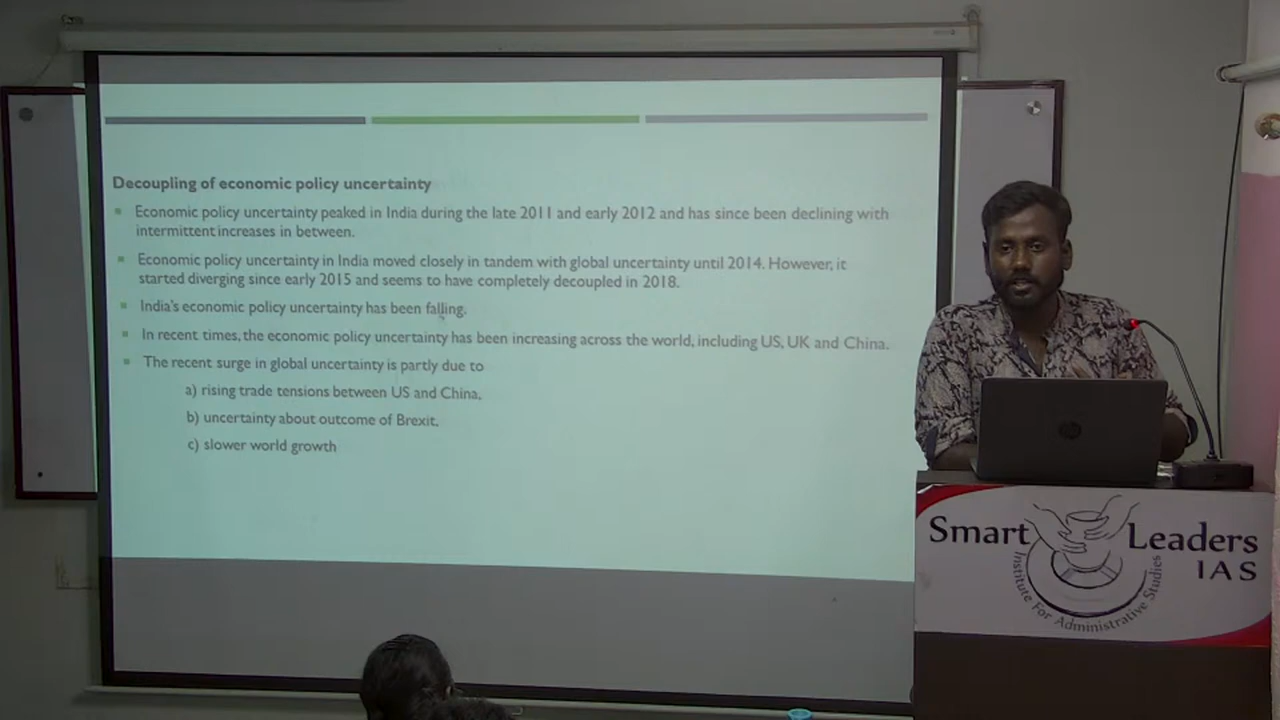 Decoupling of economic policy uncertainty
Economic policy uncertainty peaked in India during the late 2011 and early 2012 and has since been declining with
intermittent increases in between.
Economic policy uncertainty in India moved closely in tandem with global uncertainty until 2014. However, it
started diverging since early 2015 and seems to have completely decoupled in 2018.
India's economic policy uncertainty has been falling.
In recent times, the economic policy uncertainty has been increasing across the world, including US, UK and China.
The recent surge in global uncertainty is partly due to
a) rising trade tensions between US and China,
b) uncertainty about outcome of Brexit,
c) slower world growth
Smart Leaders
IAS
Institute For Administrative Studies
hp